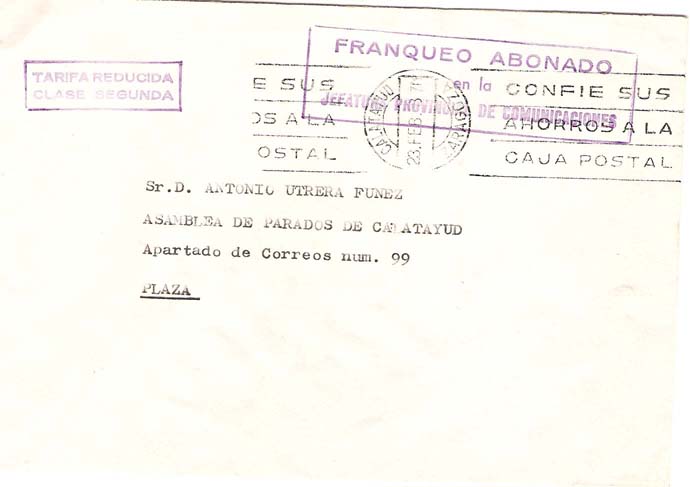 FRANQUEO ABONADO
en la
JEFATURA PROVINCIAL DE COMUNICACIONES
TARIFA REDUCIDA
CLASE SEGUNDA
E SUS
OS A LA
OSTAL
CALATAYUD
23 FEB.
ZARAGOZA
CONFIE SUS
AHORROS A LA
CAJA POSTAL
Sr.D. ANTONIO UTRERA FUNEZ
ASAMBLEA DE PARADOS DE CALATAYUD
Apartado de Correos num. 99
PLAZA